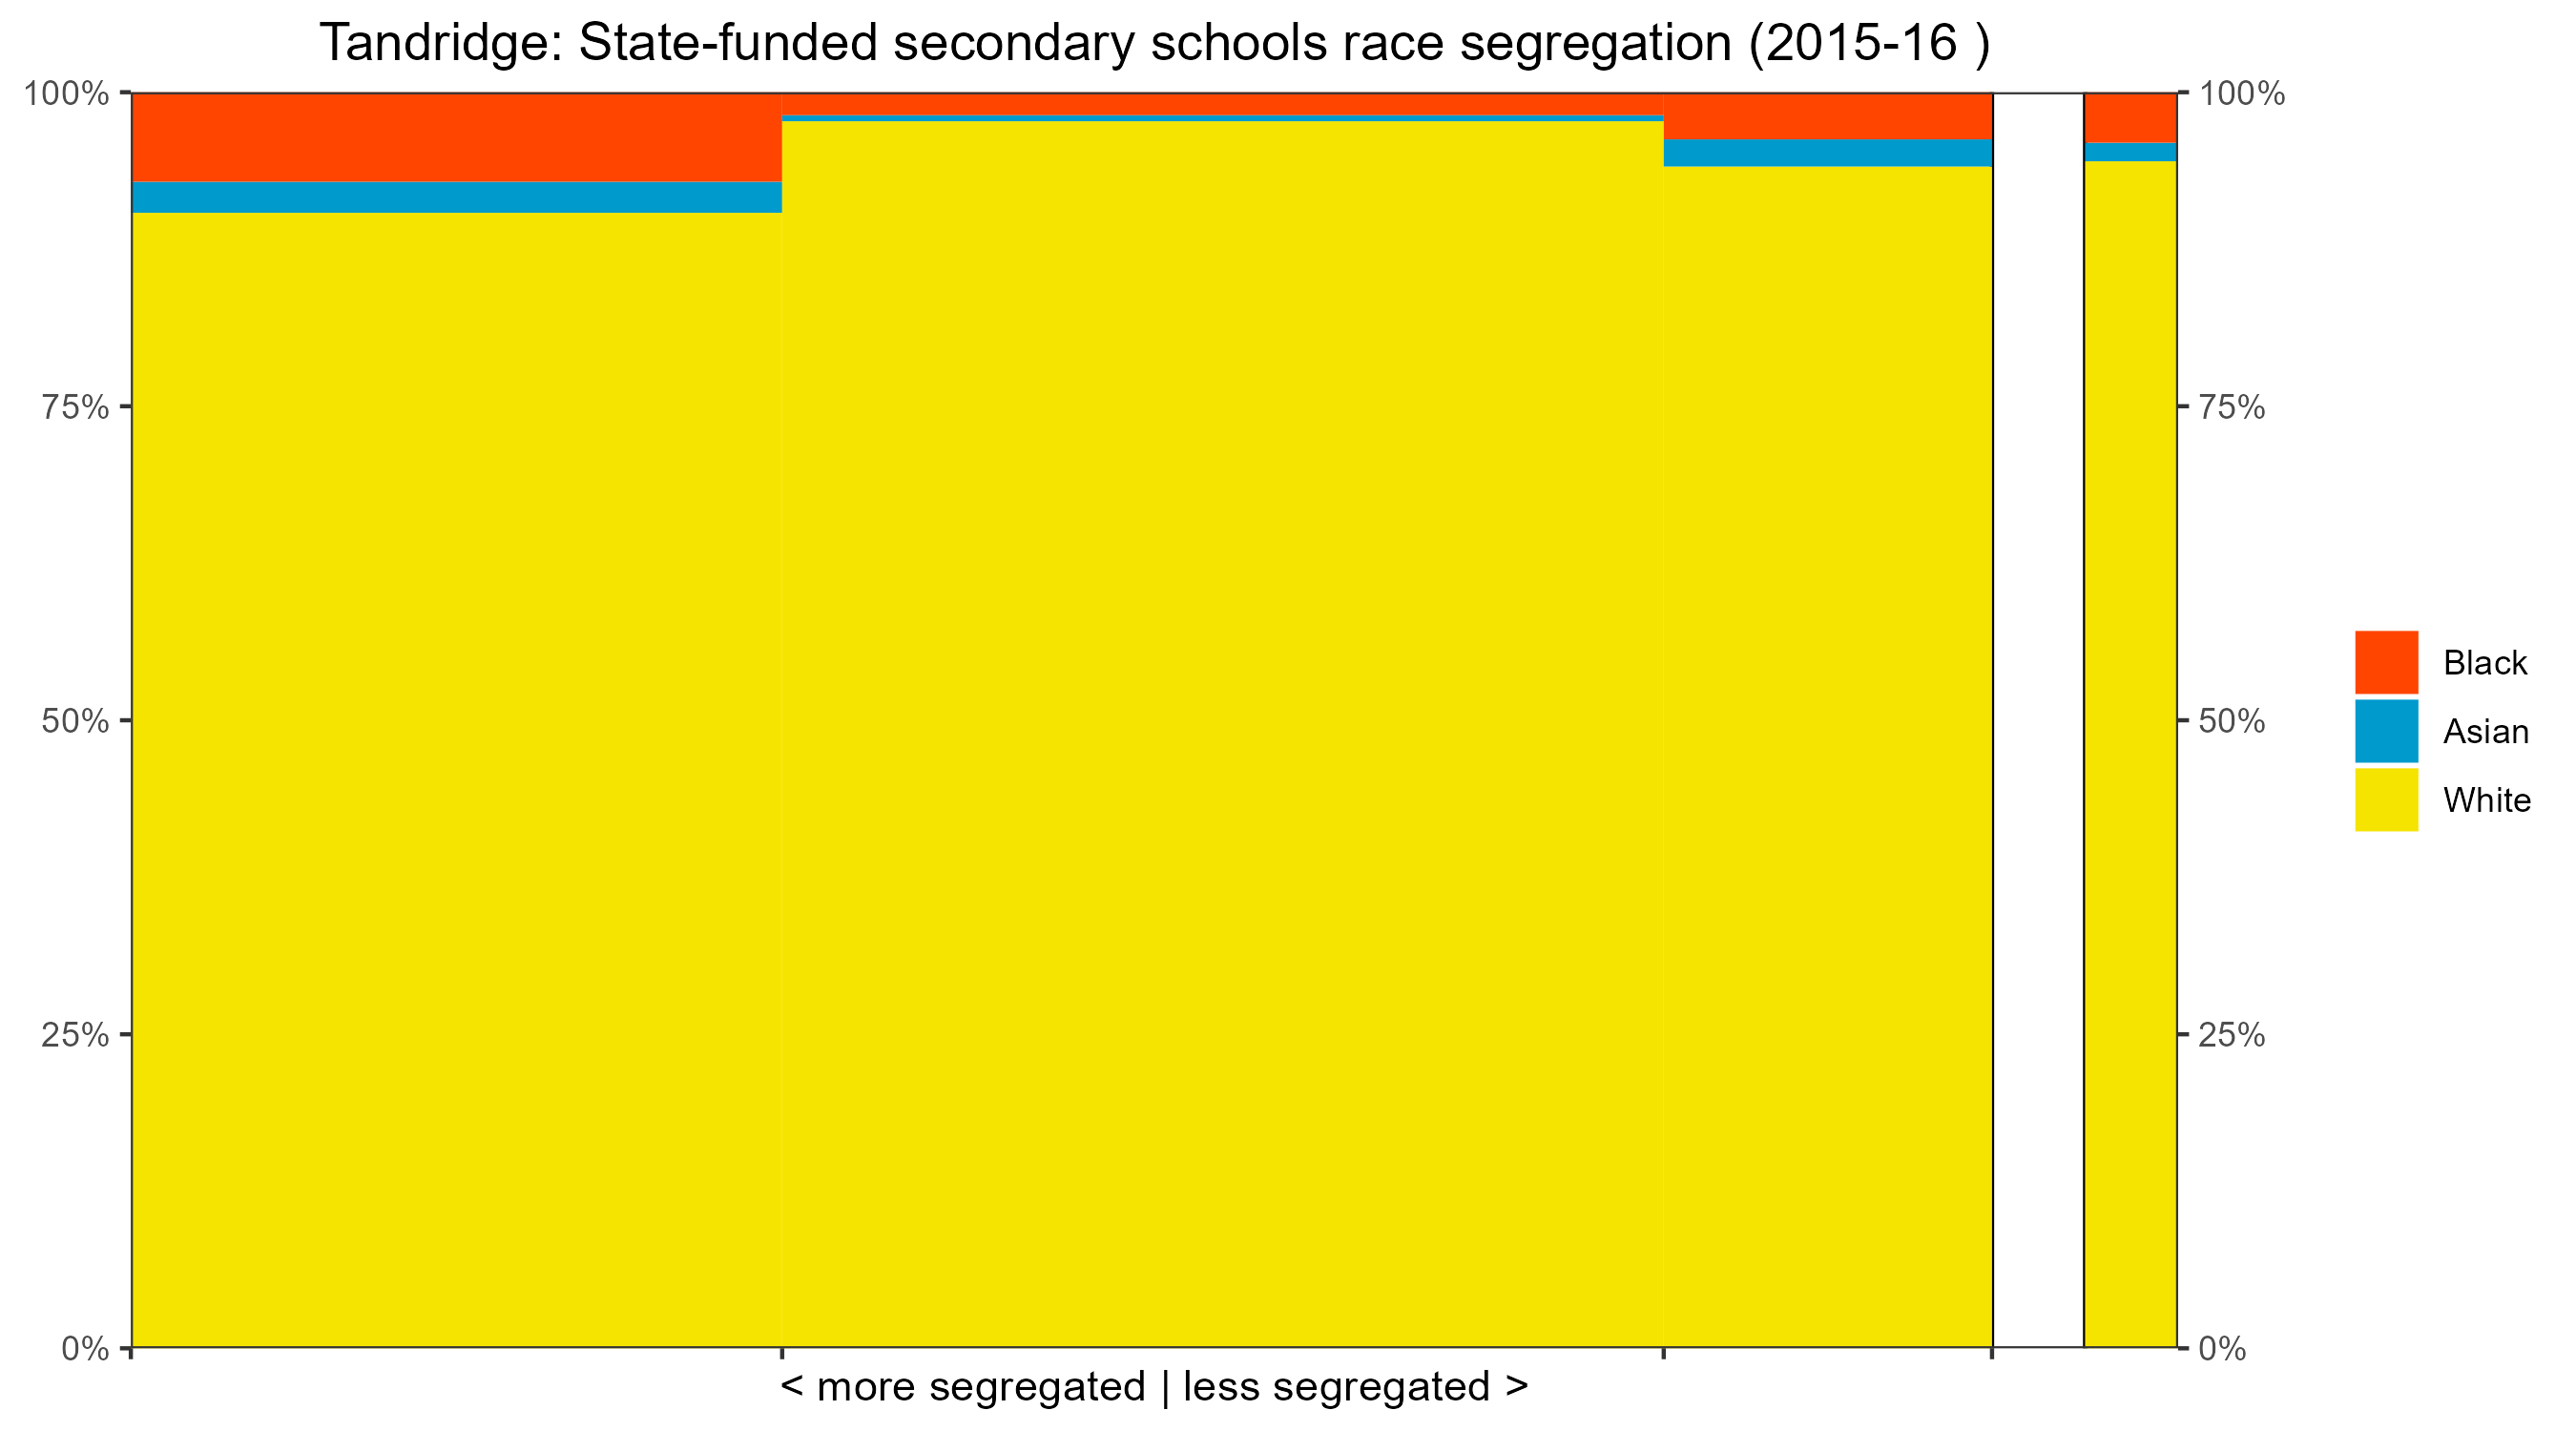 Tandridge: State-funded secondary schools race segregation (2015-16 )
100%
75%
50%
25%
0%
100%
75%
50%
25%
0%
Black
Asian
White
< more segregated | less segregated >